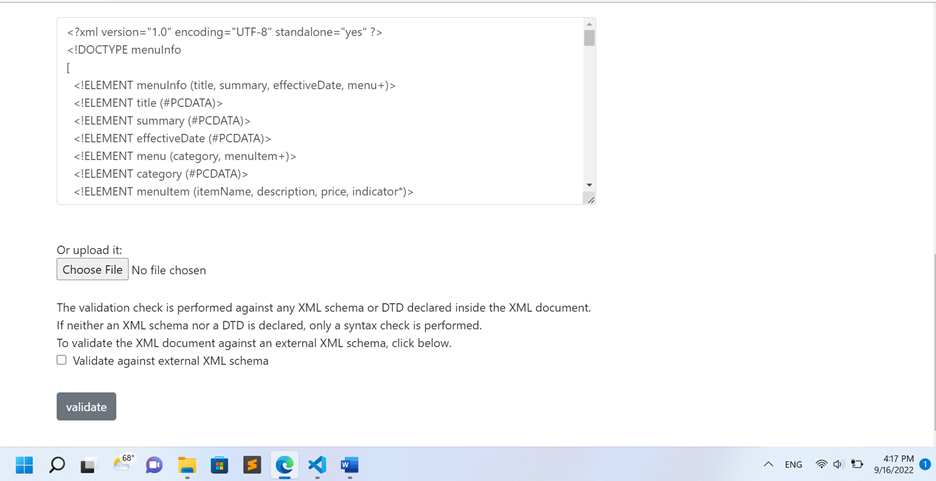 <?xml version="1.0" encoding="UTF-8" standalone="yes" ?>
<!DOCTYPE menuInfo
[
<!ELEMENT menuInfo (title, summary, effectiveDate, menu+)>
<!ELEMENT title (#PCDATA)>
<!ELEMENT summary (#PCDATA)>
<!ELEMENT effectiveDate (#PCDATA)>
<!ELEMENT menu (category, menuItem+)>
<!ELEMENT category (#PCDATA)>
<!ELEMENT menuItem (itemName, description, price, indicator*)>
Or upload it:
Choose File No file chosen
The validation check is performed against any XML schema or DTD declared inside the XML document.
If neither an XML schema nor a DTD is declared, only a syntax check is performed.
To validate the XML document against an external XML schema, click below.
Validate against external XML schema
validate
68°
W
ENG
4:17 PM
9/16/2022
1